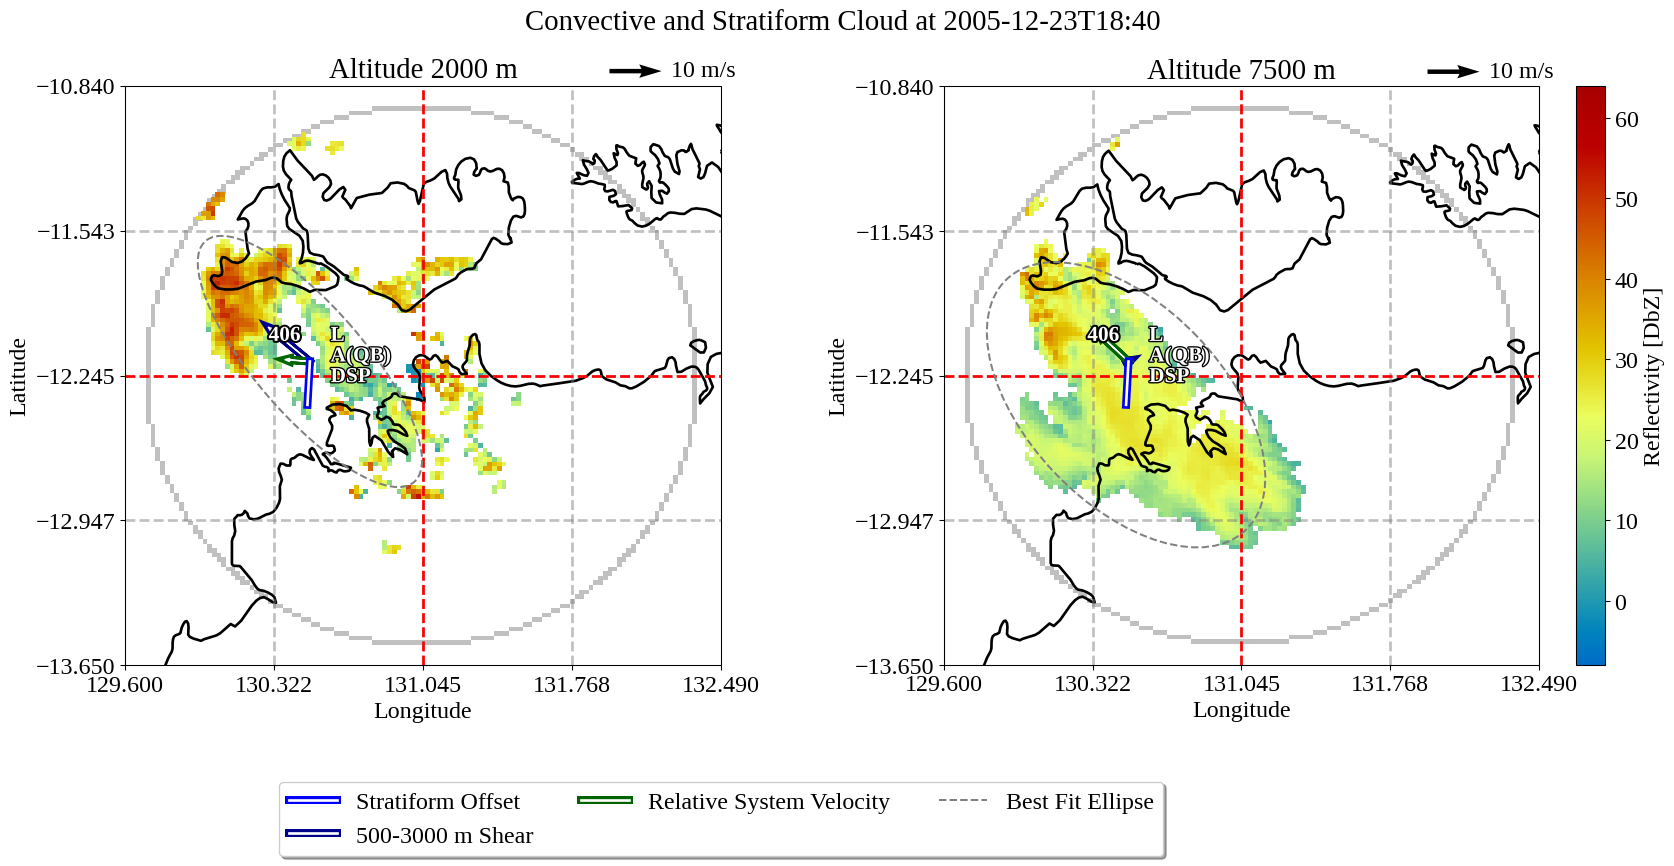 Convective and Stratiform Cloud at 2005-12-23T18:40
Altitude 2000 m
10 m/s
−10.840
−11.543
−12.245
−12.947
−13.650
129.600
130.322
131.045
131.768
132.490
Longitude
Latitude
406
L
A(QB)
DSP
Altitude 7500 m
10 m/s
−10.840
−11.543
−12.245
−12.947
−13.650
129.600
130.322
131.045
131.768
132.490
Longitude
Latitude
406
L
A(QB)
DSP
60
50
40
30
20
10
0
Reflectivity [DbZ]
Stratiform Offset
500-3000 m Shear
Relative System Velocity
Best Fit Ellipse